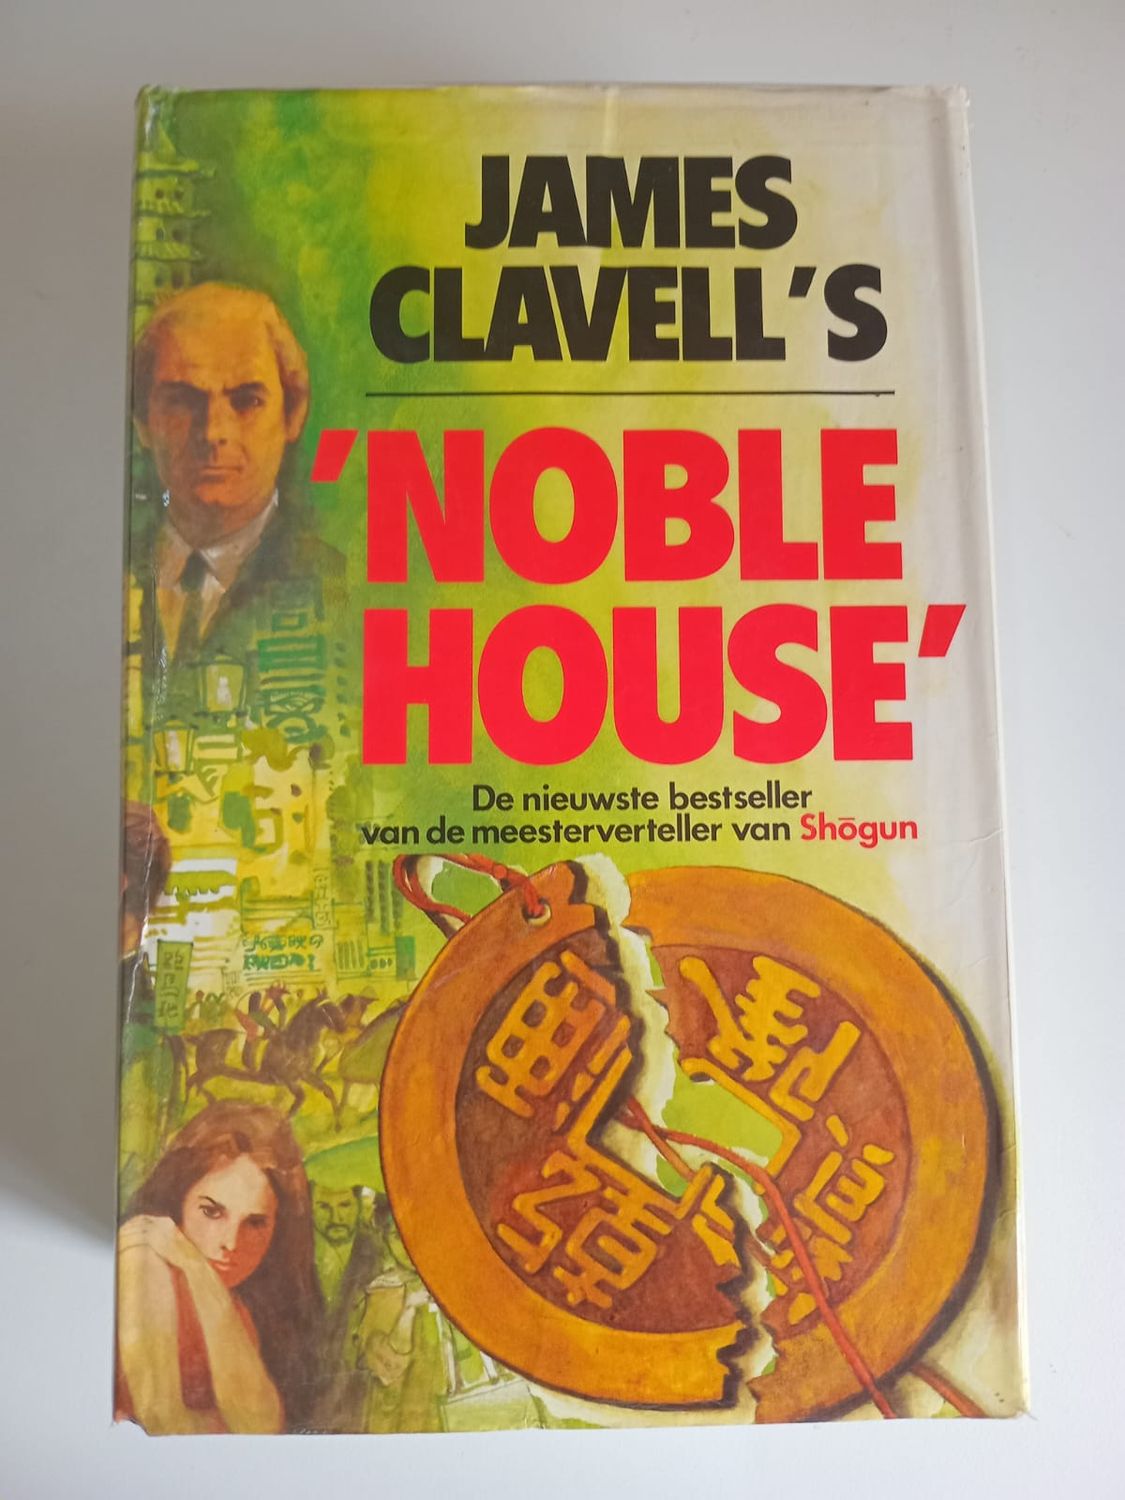 JAMES
CLAVELL'S
'NOBLE
HOUSE'
De nieuwste bestseller
van de meesterverteller van Shōgun